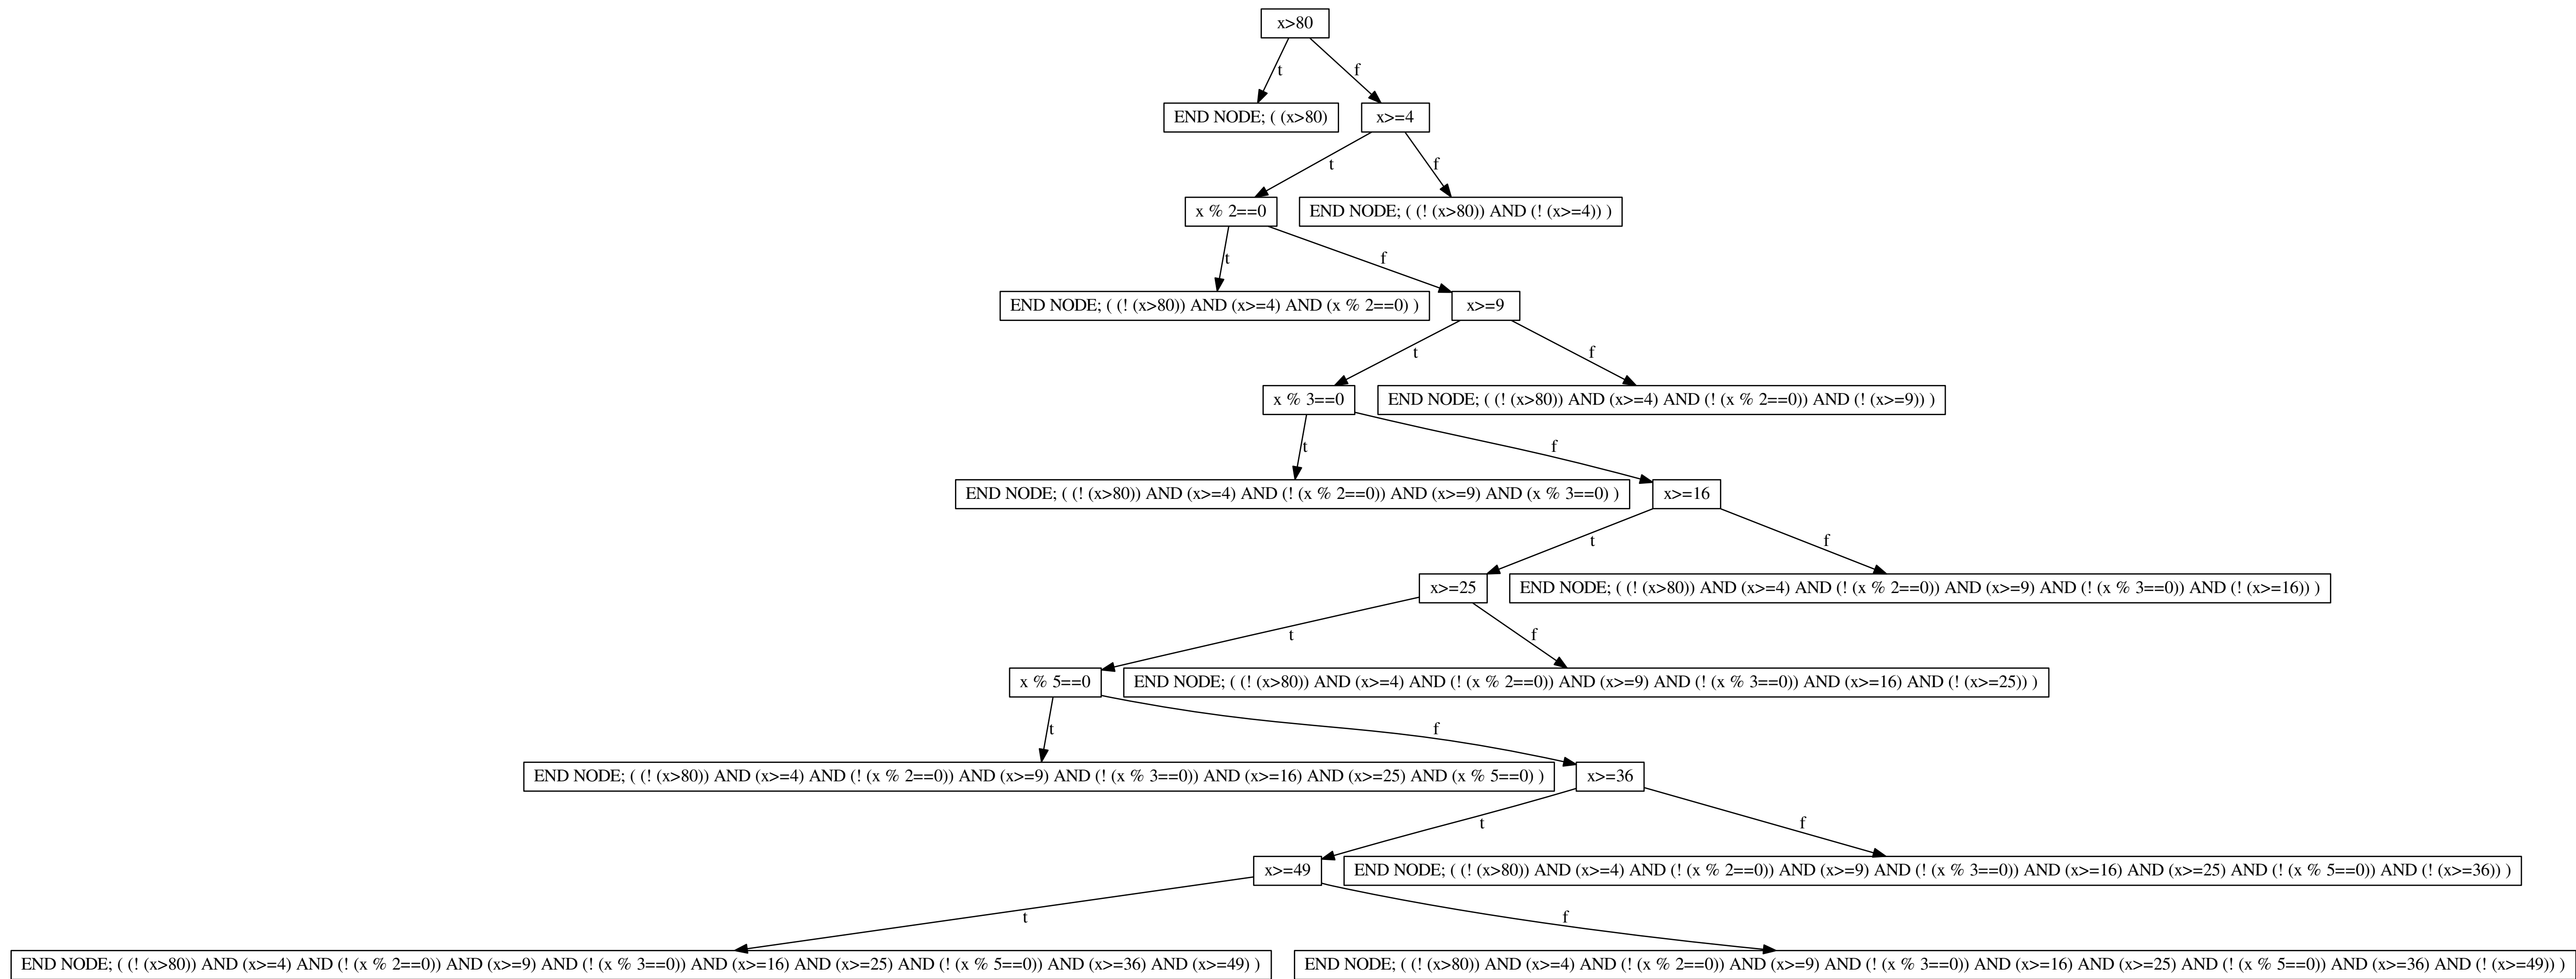 x>80
t
f
END NODE; ( (x>80)
x>=4
t
f
x % 2==0
END NODE; ( (! (x>80)) AND (! (x>=4)) )
t
f
END NODE; ( (! (x>80)) AND (x>=4) AND (x % 2==0) )
x>=9
t
f
x % 3==0
END NODE; ( (! (x>80)) AND (x>=4) AND (! (x % 2==0)) AND (! (x>=9)) )
t
f
END NODE; ( (! (x>80)) AND (x>=4) AND (! (x % 2==0)) AND (x>=9) AND (x % 3==0) )
x>=16
t
f
x>=25
END NODE; ( (! (x>80)) AND (x>=4) AND (! (x % 2==0)) AND (x>=9) AND (! (x % 3==0)) AND (! (x>=16)) )
t
f
x % 5==0
END NODE; ( (! (x>80)) AND (x>=4) AND (! (x % 2==0)) AND (x>=9) AND (! (x % 3==0)) AND (x>=16) AND (! (x>=25)) )
t
f
END NODE; ( (! (x>80)) AND (x>=4) AND (! (x % 2==0)) AND (x>=9) AND (! (x % 3==0)) AND (x>=16) AND (x>=25) AND (x % 5==0) )
x>=36
t
f
x>=49
END NODE; ( (! (x>80)) AND (x>=4) AND (! (x % 2==0)) AND (x>=9) AND (! (x % 3==0)) AND (x>=16) AND (x>=25) AND (! (x % 5==0)) AND (! (x>=36)) )
t
f
END NODE; ( (! (x>80)) AND (x>=4) AND (! (x % 2==0)) AND (x>=9) AND (! (x % 3==0)) AND (x>=16) AND (x>=25) AND (! (x % 5==0)) AND (x>=36) AND (x>=49) )
END NODE; ( (! (x>80)) AND (x>=4) AND (! (x % 2==0)) AND (x>=9) AND (! (x % 3==0)) AND (x>=16) AND (x>=25) AND (! (x % 5==0)) AND (x>=36) AND (! (x>=49)) )